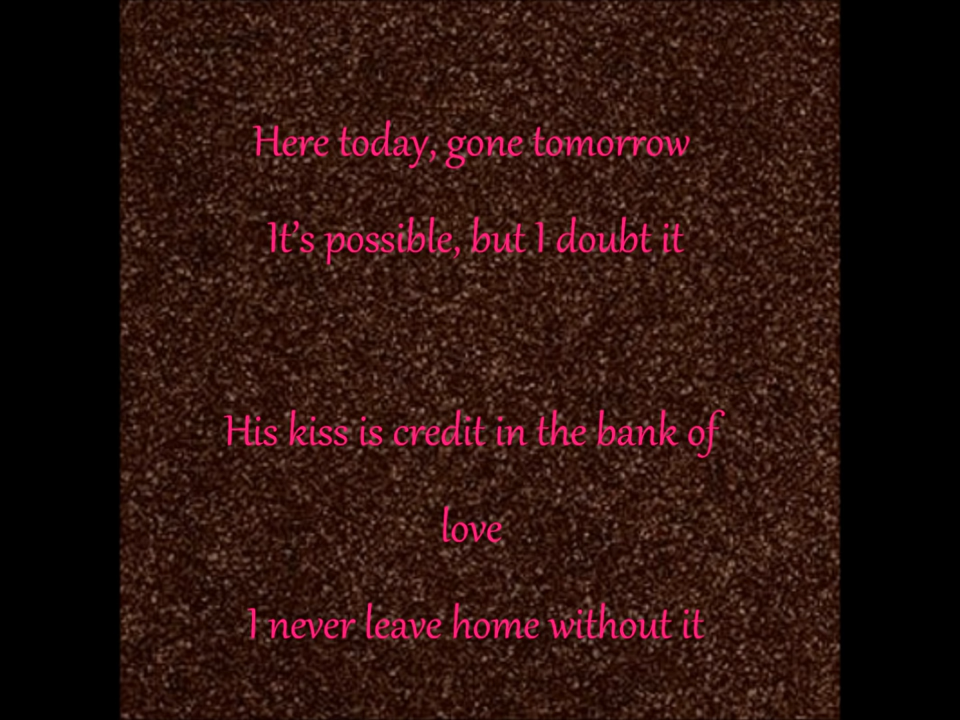 Here today, gone tomorrow
It's possible, but I doubt it
His kiss is credit in the bank of
love
I never leave home without it